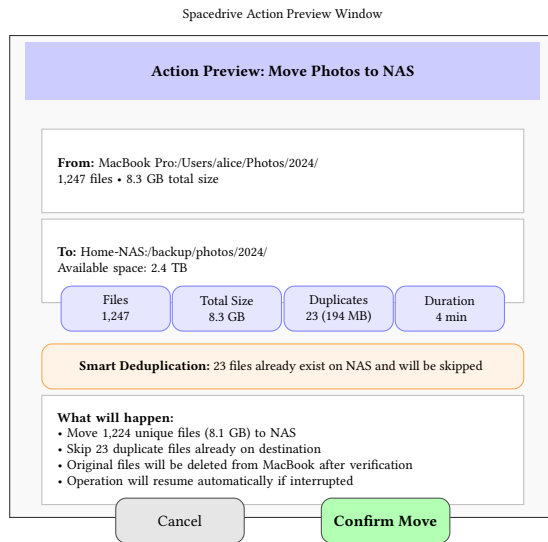 Spacedrive Action Preview Window
Action Preview: Move Photos to NAS
From: MacBook Pro:/Users/alice/Photos/2024/
1,247 files • 8.3 GB total size
To: Home-NAS:/backup/photos/2024/
Available space: 2.4 TB
Files
1,247
Total Size
8.3 GB
Duplicates
23 (194 MB)
Duration
4 min
Smart Deduplication: 23 files already exist on NAS and will be skipped
What will happen:
• Move 1,224 unique files (8.1 GB) to NAS
• Skip 23 duplicate files already on destination
• Original files will be deleted from MacBook after verification
• Operation will resume automatically if interrupted
Cancel
Confirm Move